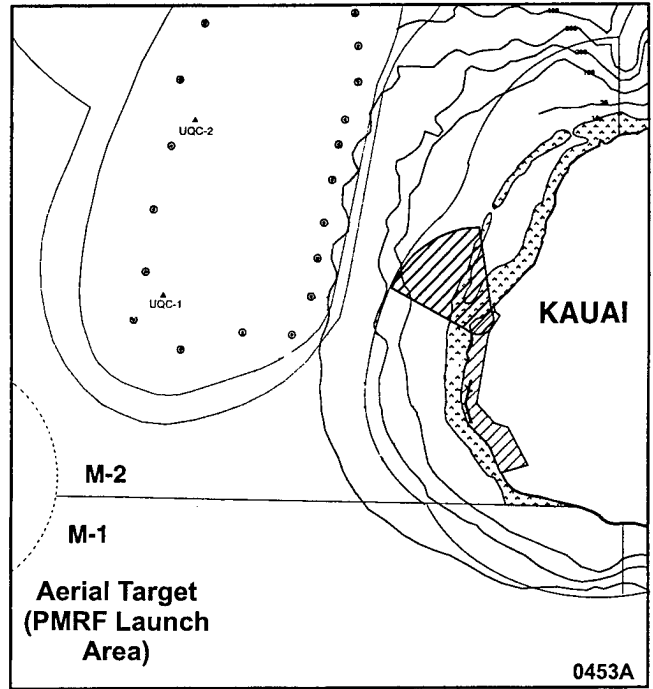 UQC-2
UQC-1
KAUAI
M-2
M-1
Aerial Target
(PMRF Launch
Area)
0453A